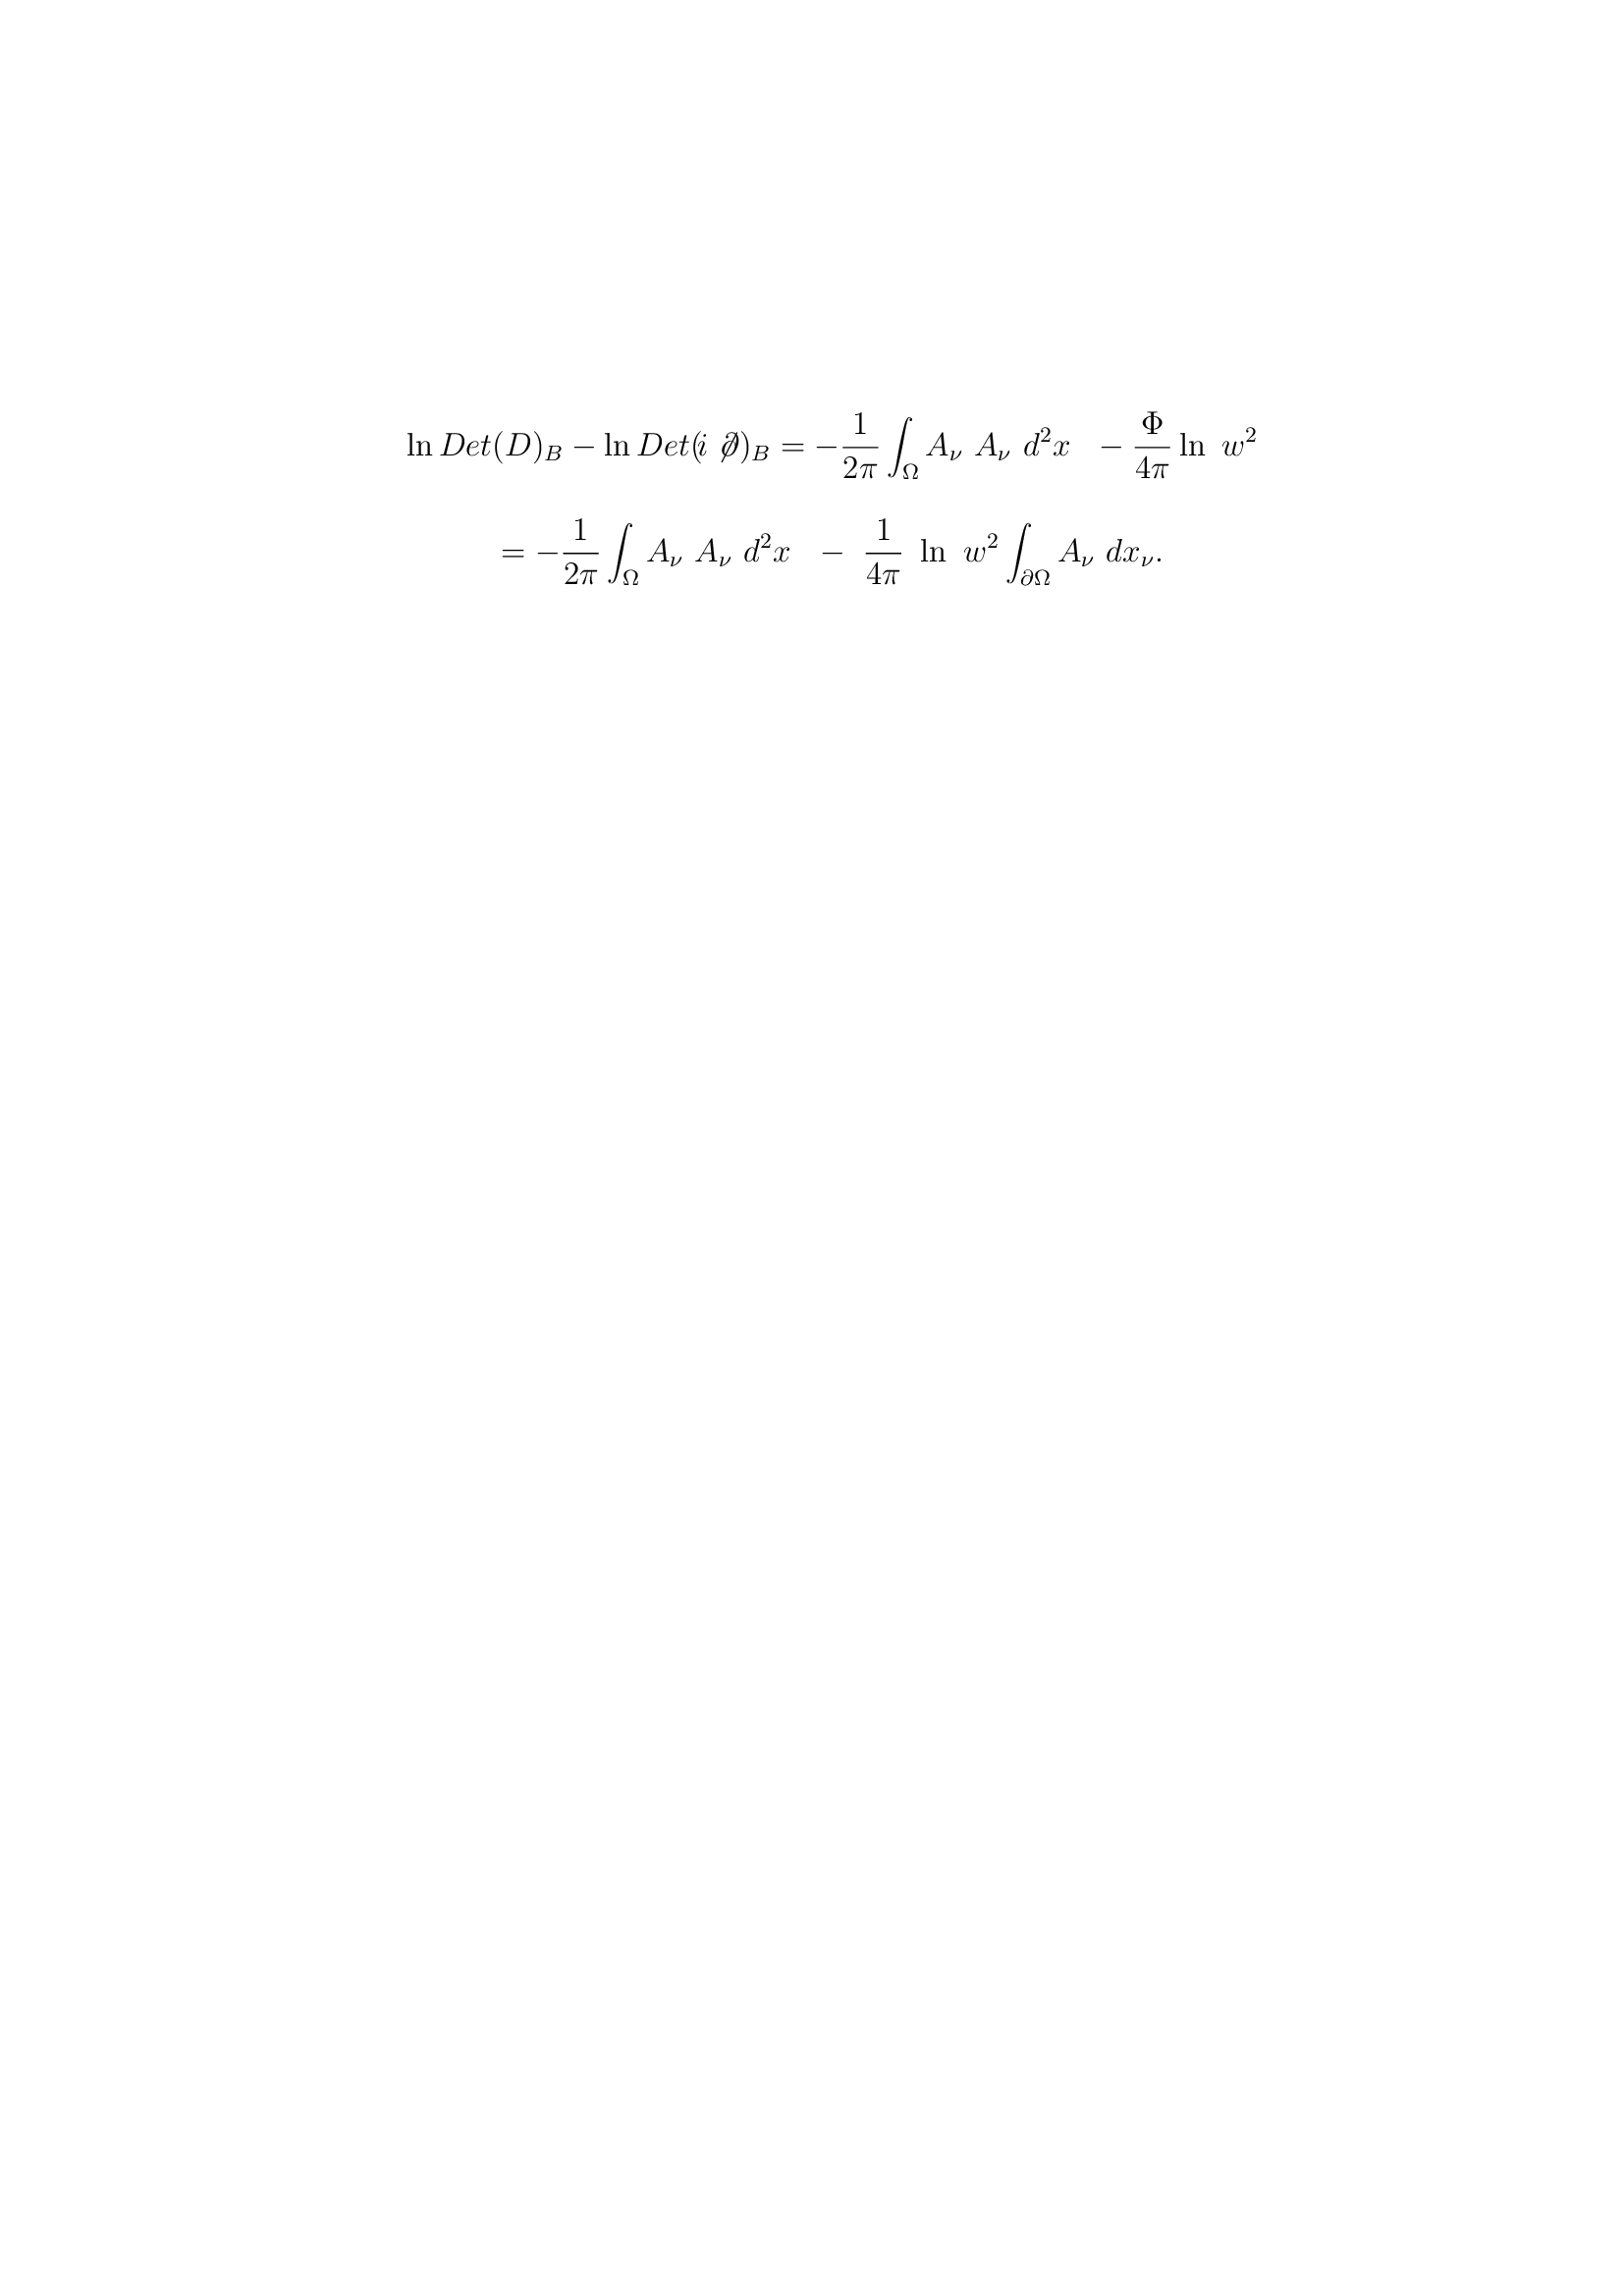 \ln Det(D)_B - \ln Det(i \not\partial)_B = -\frac{1}{2\pi} \int_\Omega A_\nu A_\nu d^2x - \frac{\Phi}{4\pi} \ln w^2
= -\frac{1}{2\pi} \int_\Omega A_\nu A_\nu d^2x - \frac{1}{4\pi} \ln w^2 \int_{\partial\Omega} A_\nu dx_\nu.